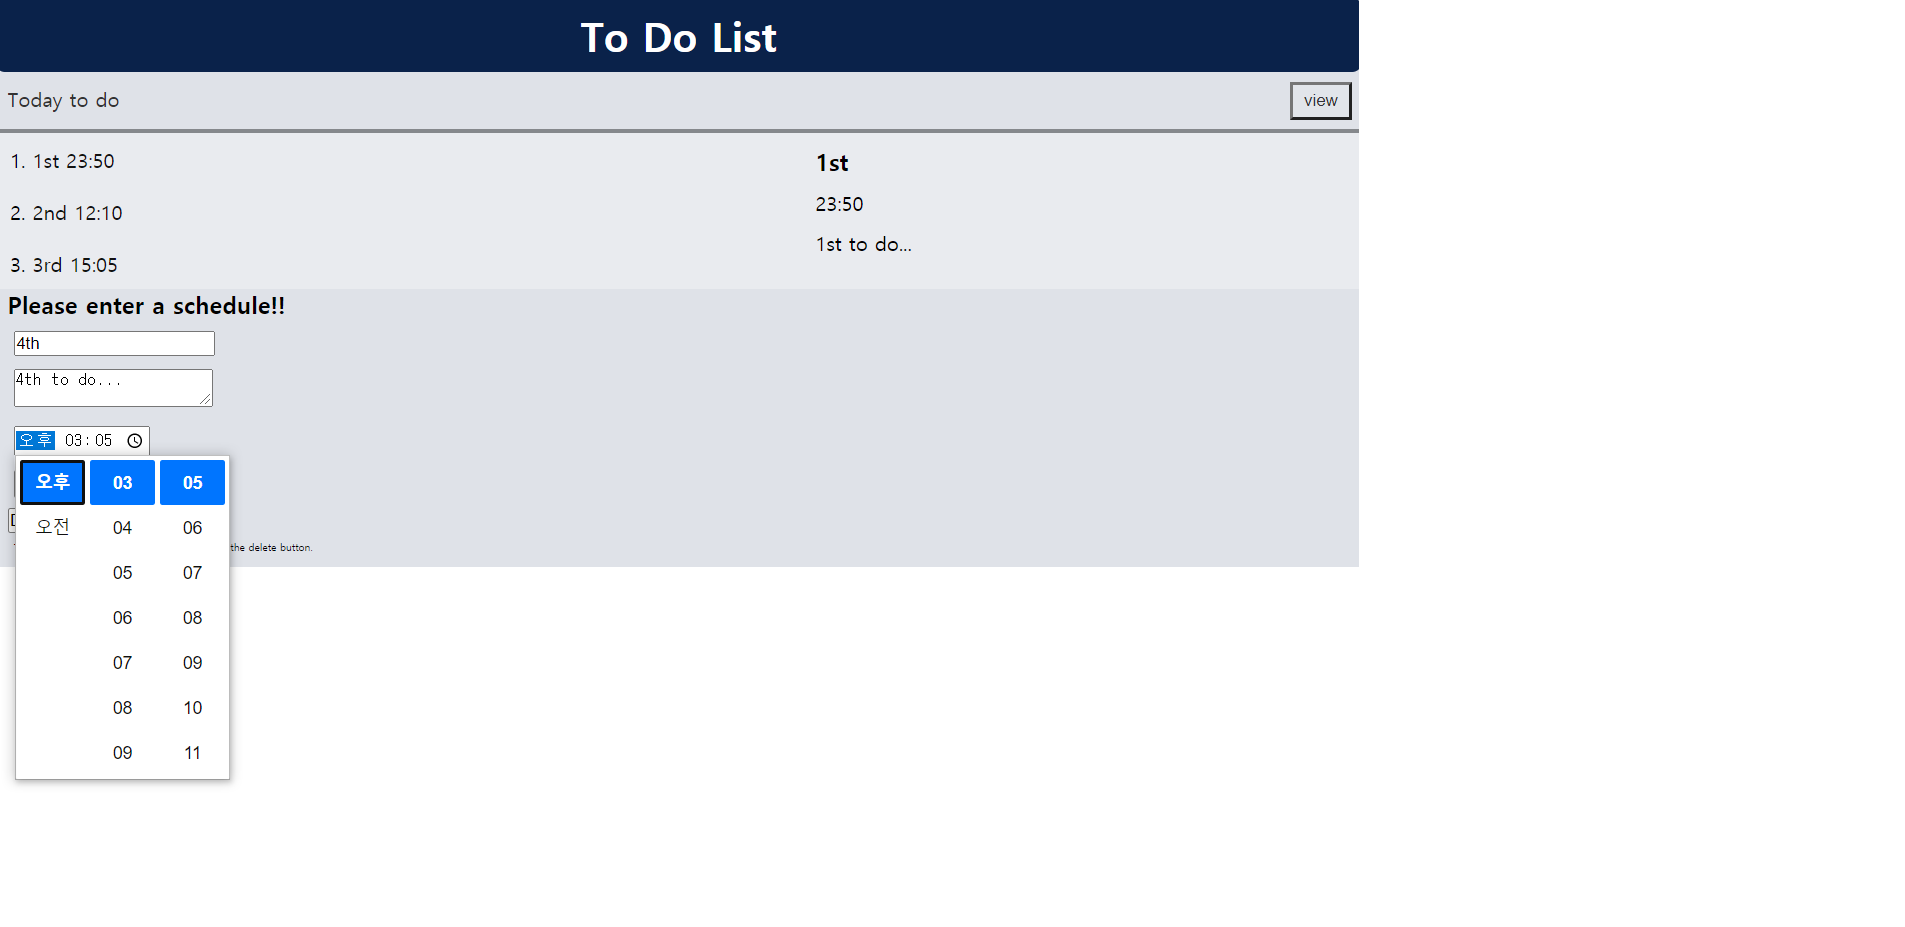 To Do List
Today to do
view
1. 1st 23:50
2. 2nd 12:10
3. 3rd 15:05
1st
23:50
1st to do...
Please enter a schedule!!
4th
4th to do...
오후 03:05
오후 03 05
오전 04 06
05 07
06 08
07 09
08 10
09 11
the delete button.